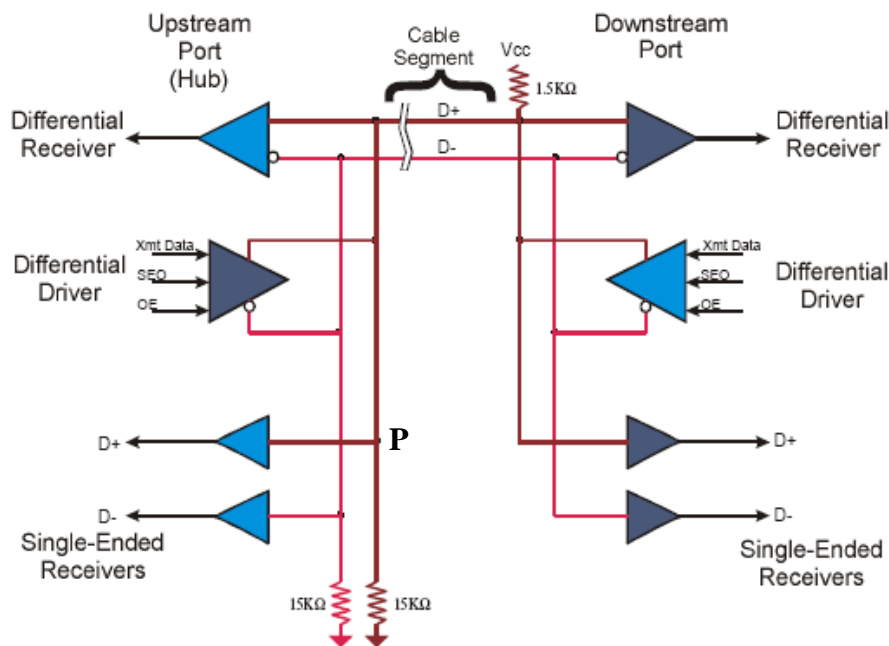 Upstream
Port
(Hub)
Cable
Segment
Downstream
Port
Vcc
1.5KΩ
D+
D-
Differential
Receiver
Differential
Receiver
Xmt Data
SEO
OE
Differential
Driver
Xmt Data
SEO
OE
Differential
Driver
D+
P
D+
D-
D-
Single-Ended
Receivers
Single-Ended
Receivers
15KΩ
15KΩ